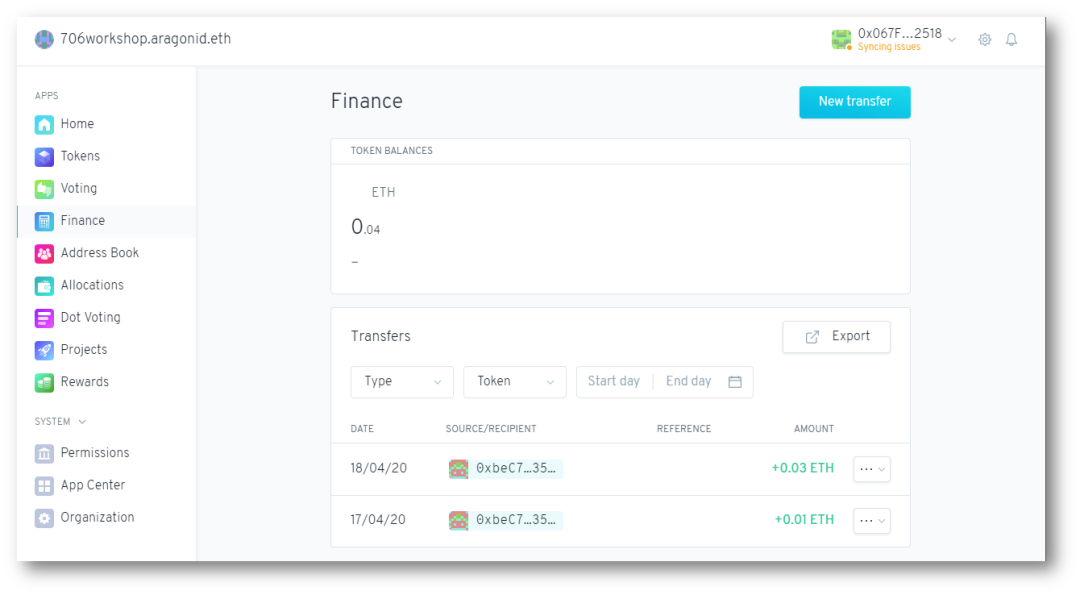 706workshop.aragonid.eth
0x067F...2518
Syncing issues
APPS
Home
Tokens
Voting
Finance
Address Book
Allocations
Dot Voting
Projects
Rewards
SYSTEM
Permissions
App Center
Organization
Finance
New transfer
TOKEN BALANCES
ETH
0.04
–
Transfers
Export
Type
Token
Start day
End day
DATE SOURCE/RECIPIENT REFERENCE AMOUNT
18/04/20 0xbeC7…35… +0.03 ETH
17/04/20 0xbeC7…35… +0.01 ETH